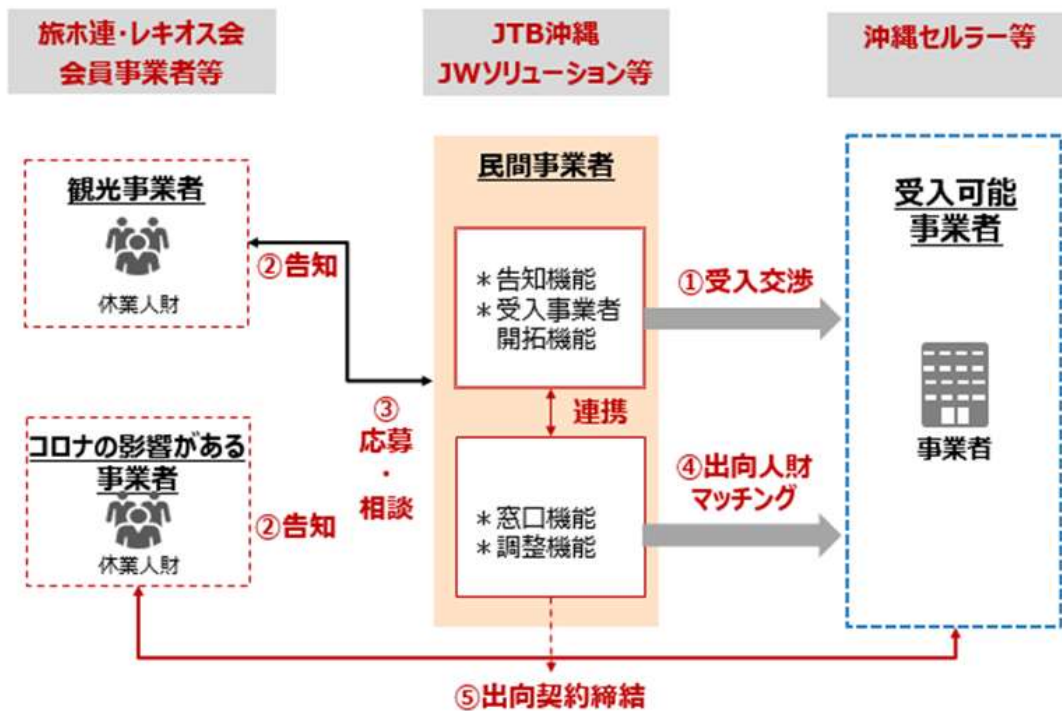 旅ホ連・レキオス会
会員事業者等
JTB沖縄
JWソリューション等
沖縄セルラー等
観光事業者
休業人財
②告知
コロナの影響がある
事業者
休業人財
②告知
③
応募
・
相談
民間事業者
＊告知機能
＊受入事業者
開拓機能
連携
＊窓口機能
＊調整機能
①受入交渉
④出向人財
マッチング
受入可能
事業者
事業者
⑤出向契約締結